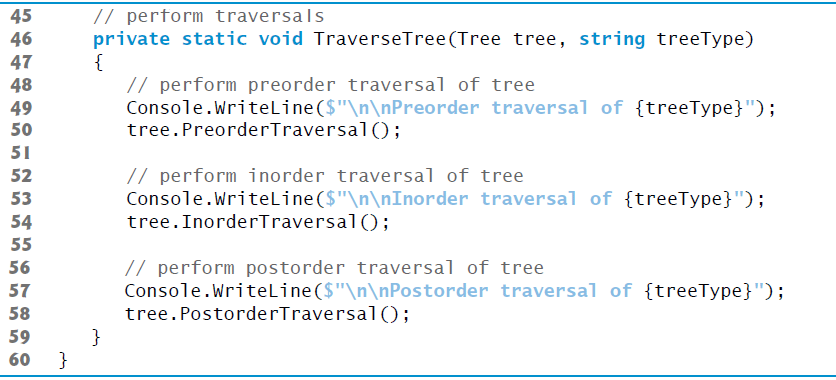 45 // perform traversals
46 private static void TraverseTree(Tree tree, string treeType)
47 {
48 // perform preorder traversal of tree
49 Console.WriteLine($"\n\nPreorder traversal of {treeType}");
50 tree.PreorderTraversal();
51
52 // perform inorder traversal of tree
53 Console.WriteLine($"\n\nInorder traversal of {treeType}");
54 tree.InorderTraversal();
55
56 // perform postorder traversal of tree
57 Console.WriteLine($"\n\nPostorder traversal of {treeType}");
58 tree.PostorderTraversal();
59 }
60 }